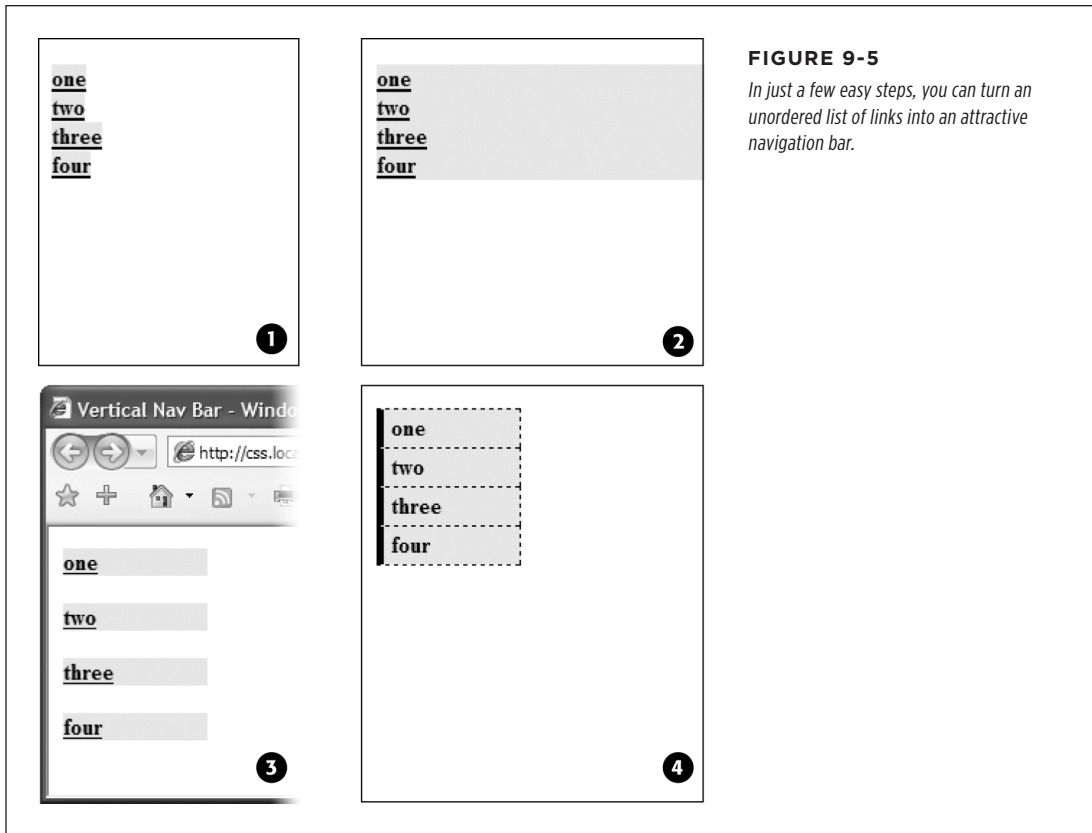 one
two
three
four
1
one
two
three
four
2
FIGURE 9-5
In just a few easy steps, you can turn an
unordered list of links into an attractive
navigation bar.
Vertical Nav Bar - Windo
http://css.loca
one
two
three
four
3
one
two
three
four
4